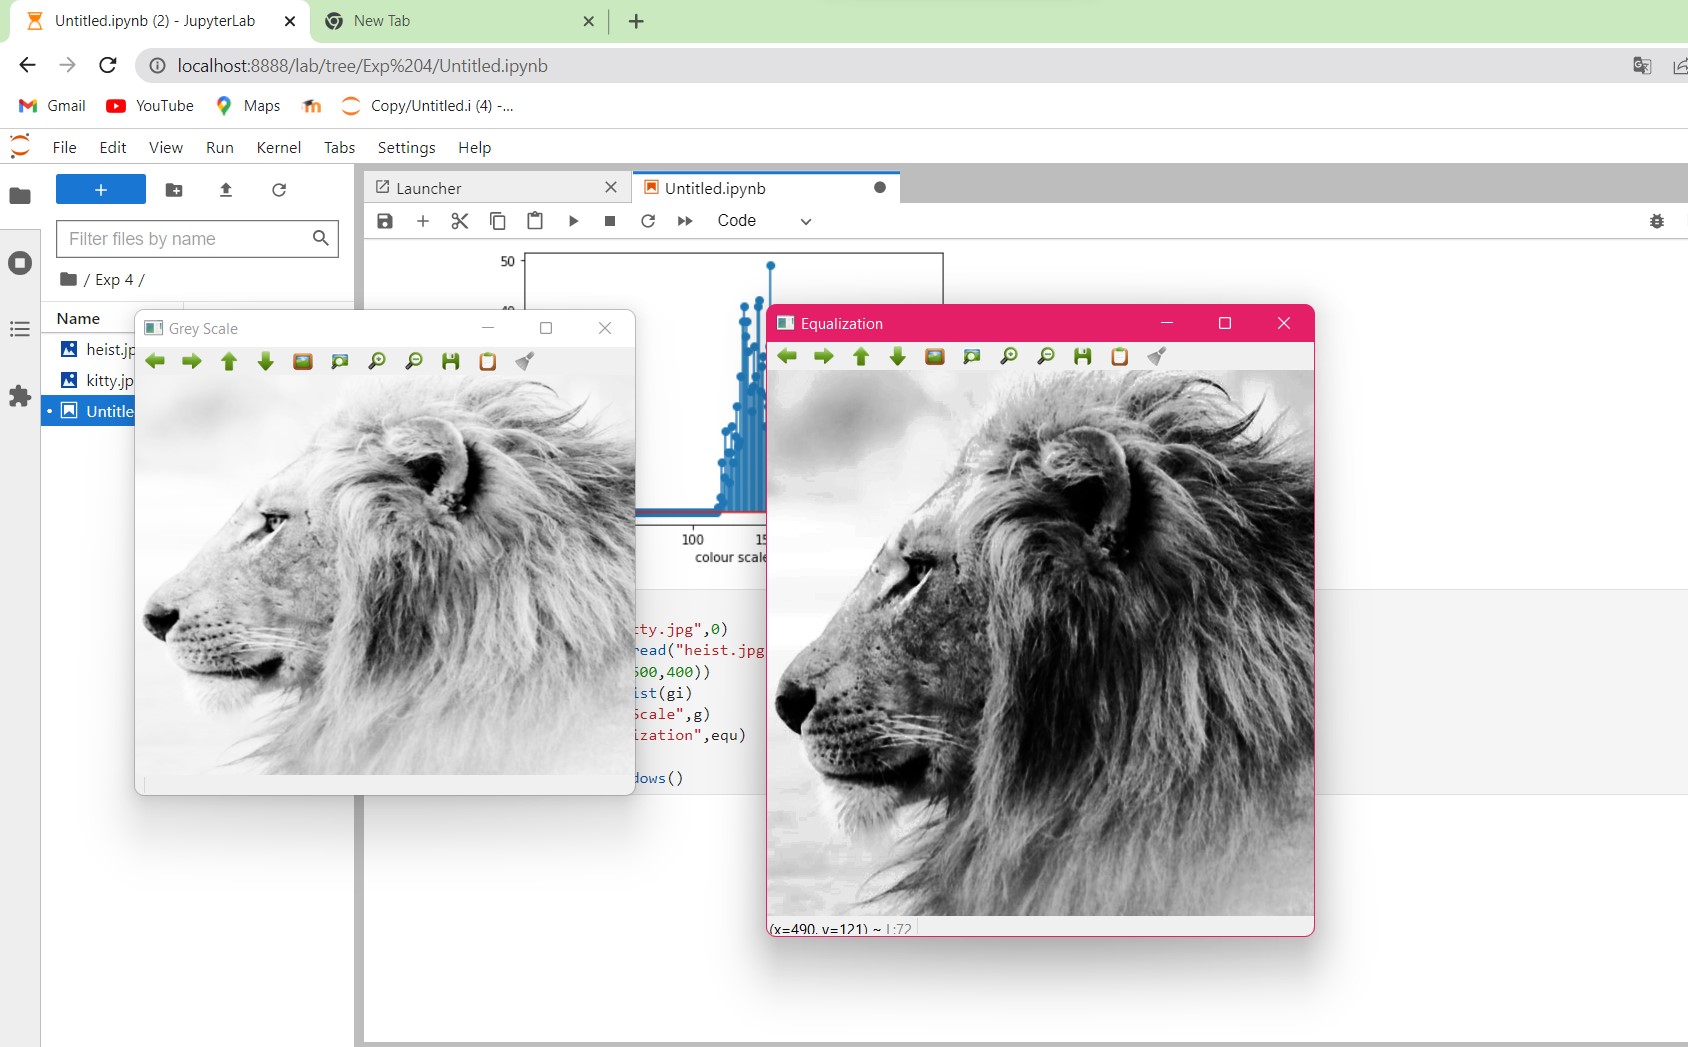 Untitled.ipynb (2) - JupyterLab
New Tab
localhost:8888/lab/tree/Exp%204/Untitled.ipynb
Gmail
YouTube
Maps
Copy/Untitled.i (4) -...
File
Edit
View
Run
Kernel
Tabs
Settings
Help
Launcher
Untitled.ipynb
Code
Filter files by name
/ Exp 4 /
Name
heist.jp
kitty.jp
Untitle
50
100
15
colour scale
Grey Scale
Equalization
tty.jpg",0)
read("heist.jpg
500,400))
ist(gi)
Scale",g)
ization",equ)
dows()
(x=490, y=121) ~ L:72